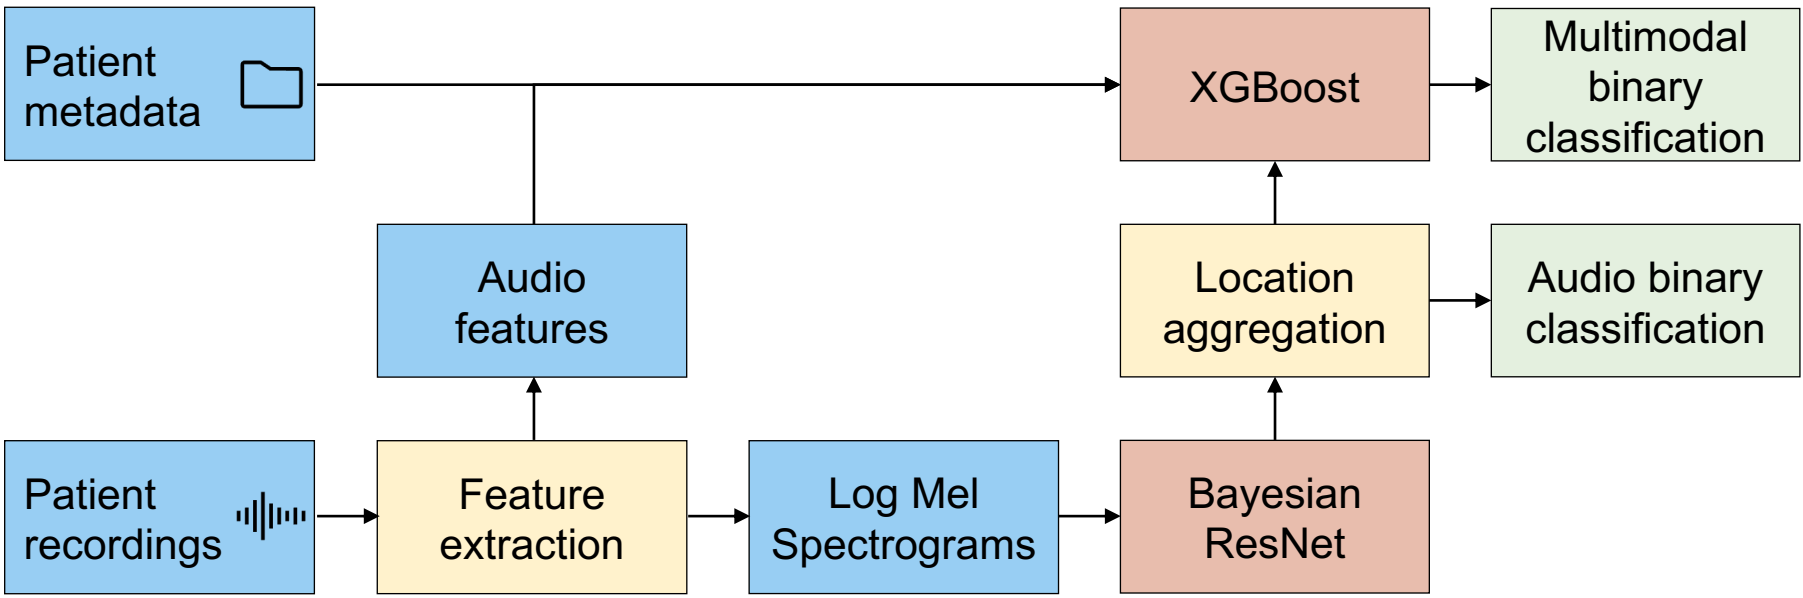 Patient
metadata
XGBoost
Multimodal
binary
classification
Audio
features
Location
aggregation
Audio binary
classification
Patient
recordings
Feature
extraction
Log Mel
Spectrograms
Bayesian
ResNet